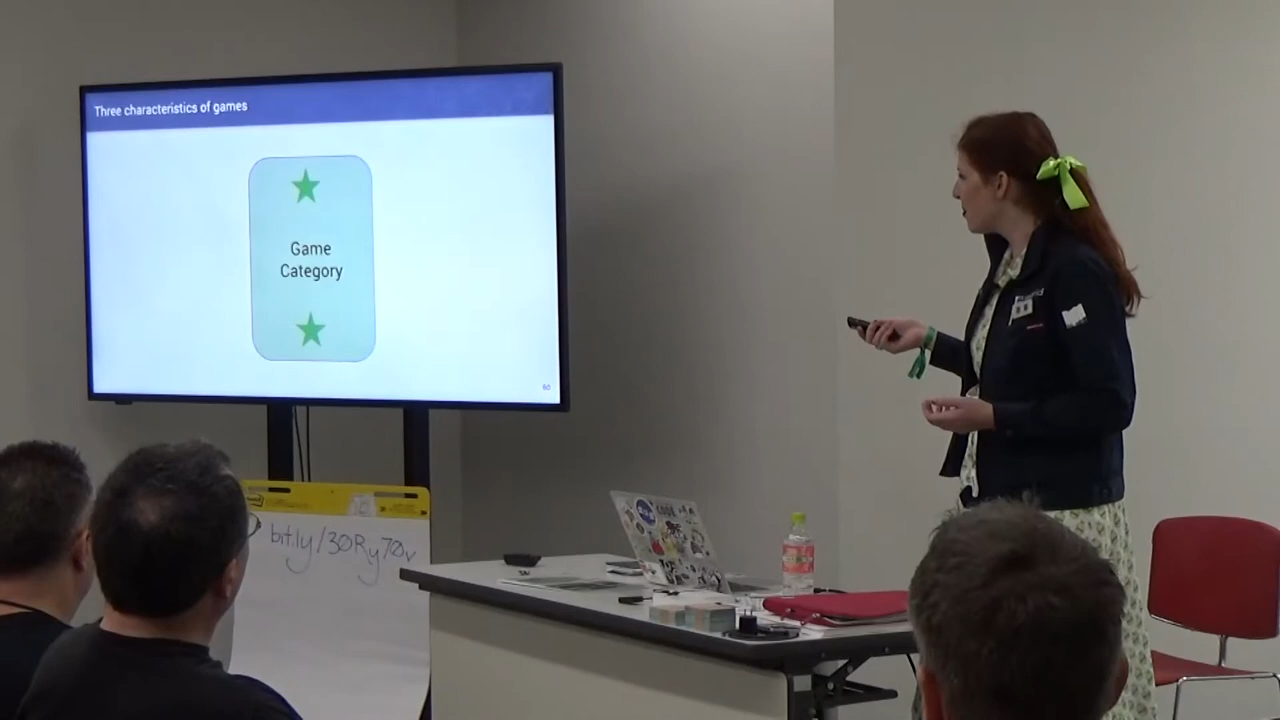 Three characteristics of games
Game
Category
60
bit.ly/30Ry70v